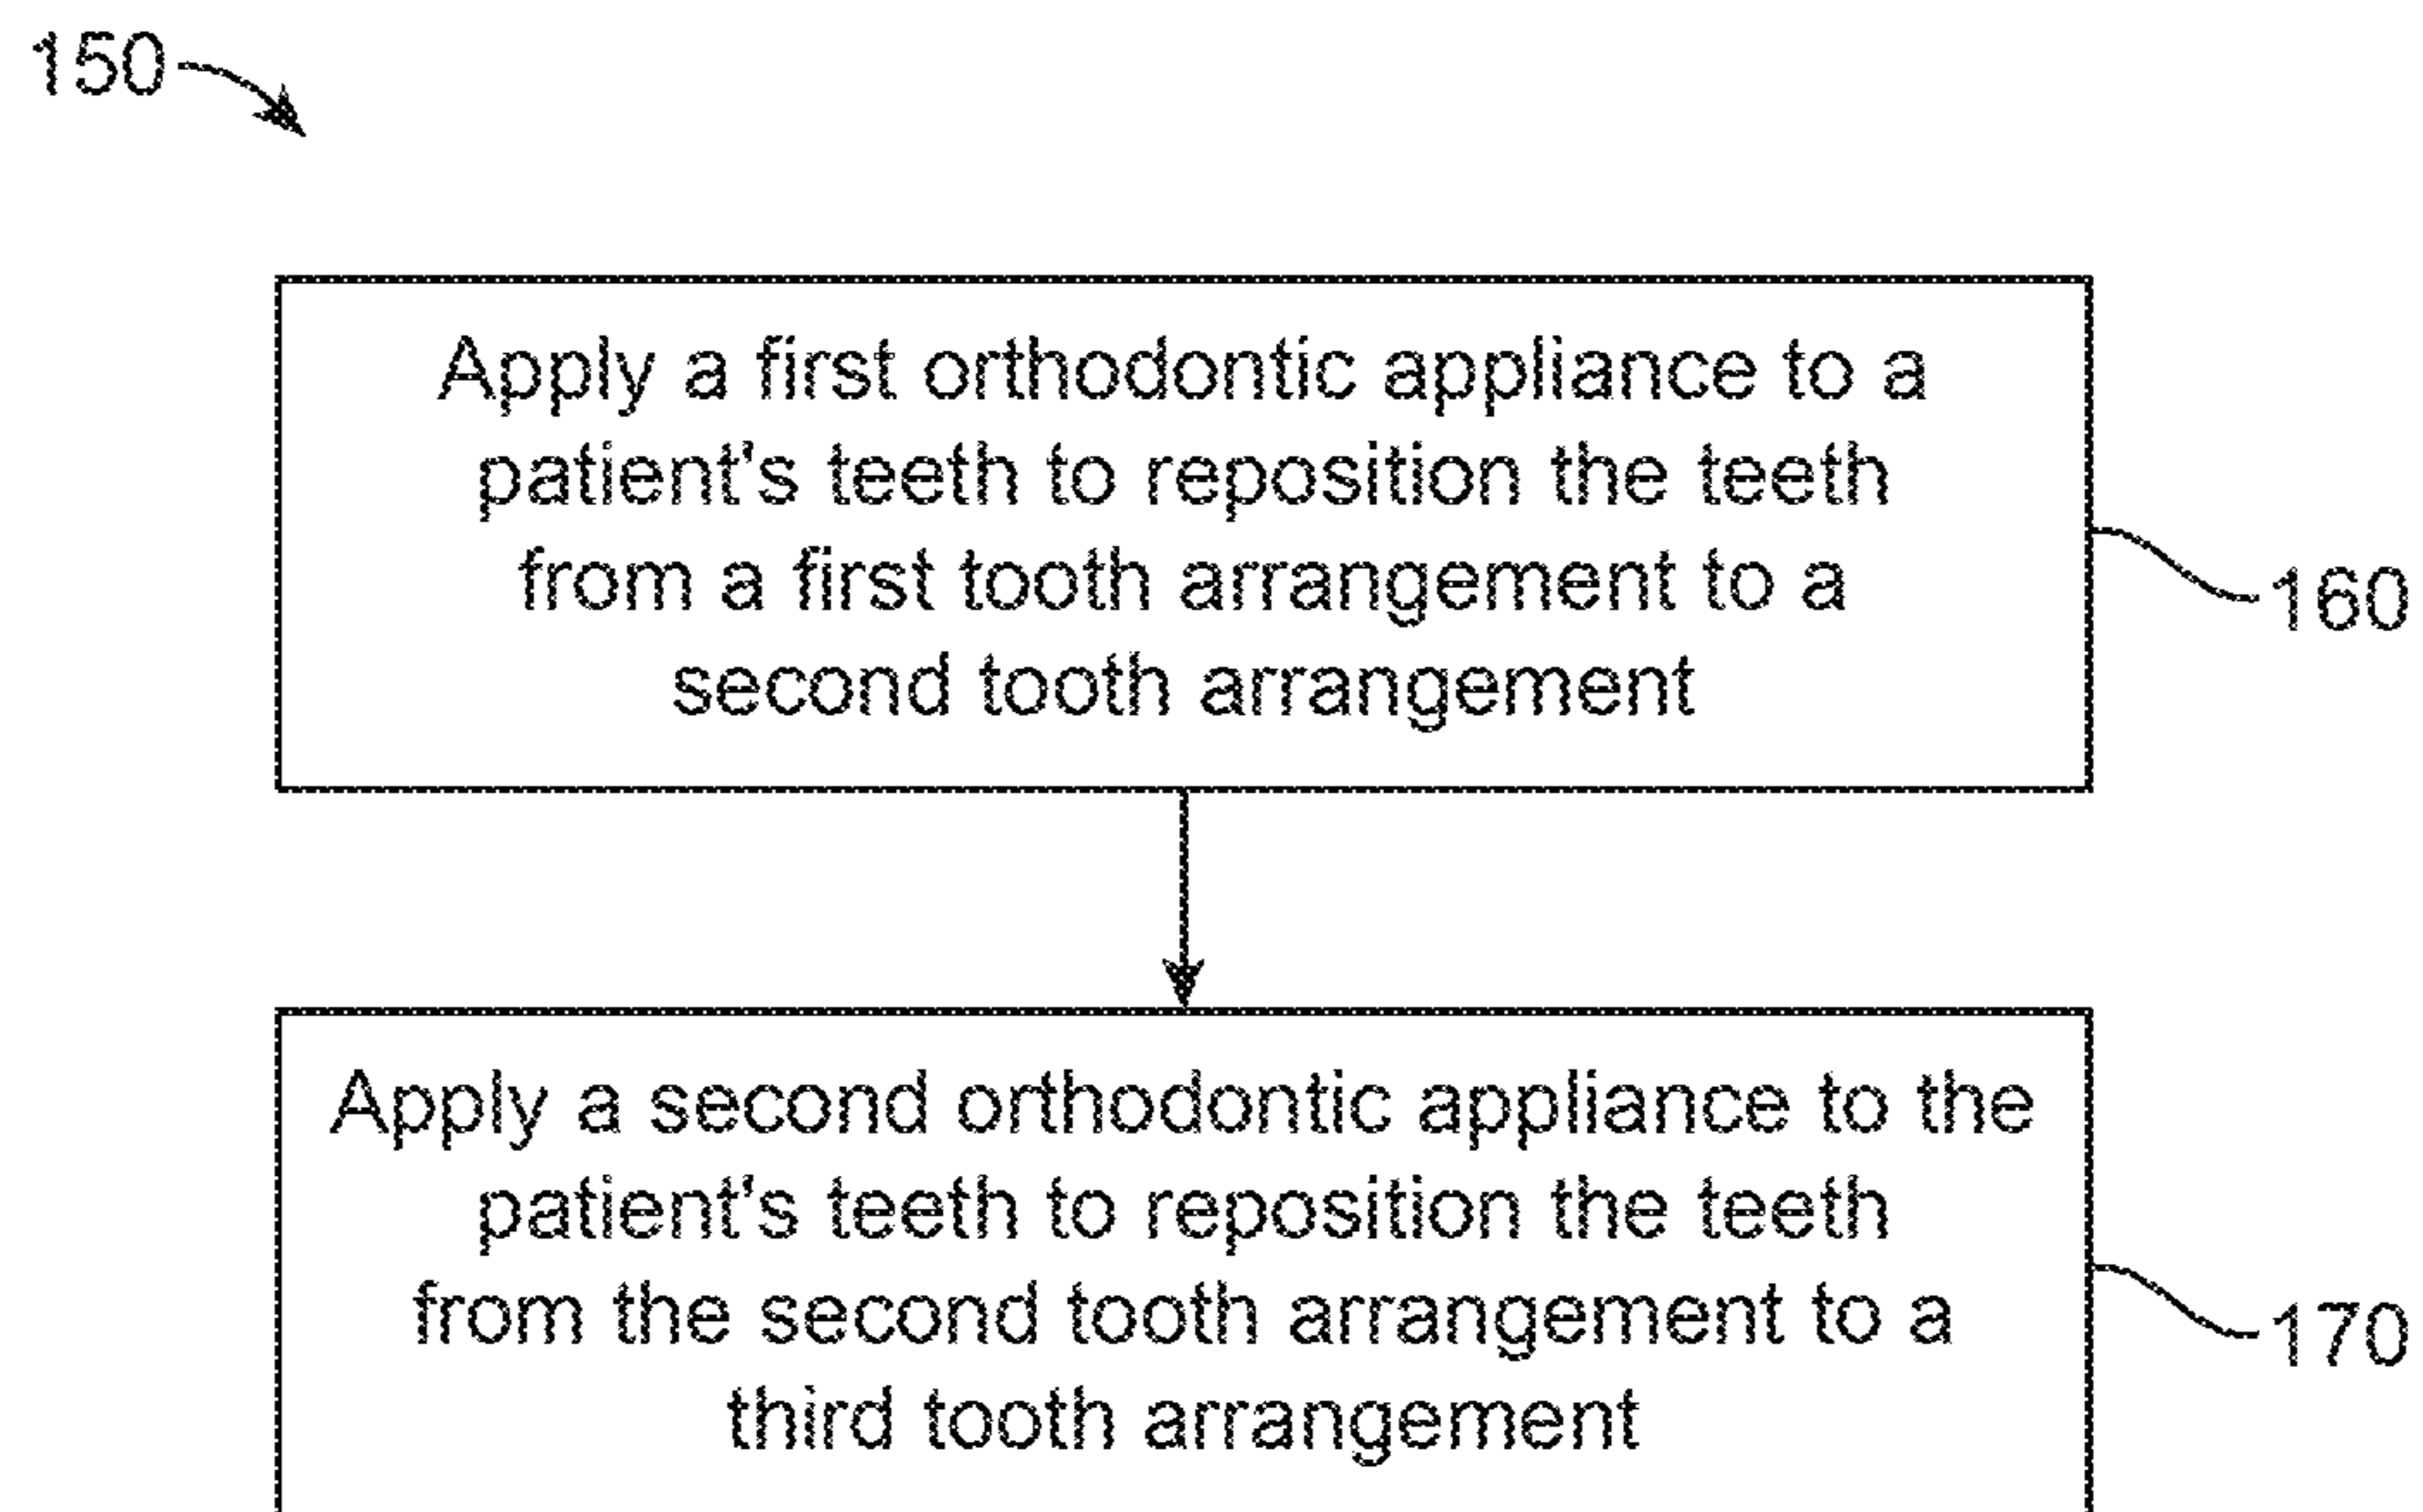 150
Apply a first orthodontic appliance to a
patient's teeth to reposition the teeth
from a first tooth arrangement to a
second tooth arrangement
160
Apply a second orthodontic appliance to the
patient's teeth to reposition the teeth
from the second tooth arrangement to a
third tooth arrangement
170